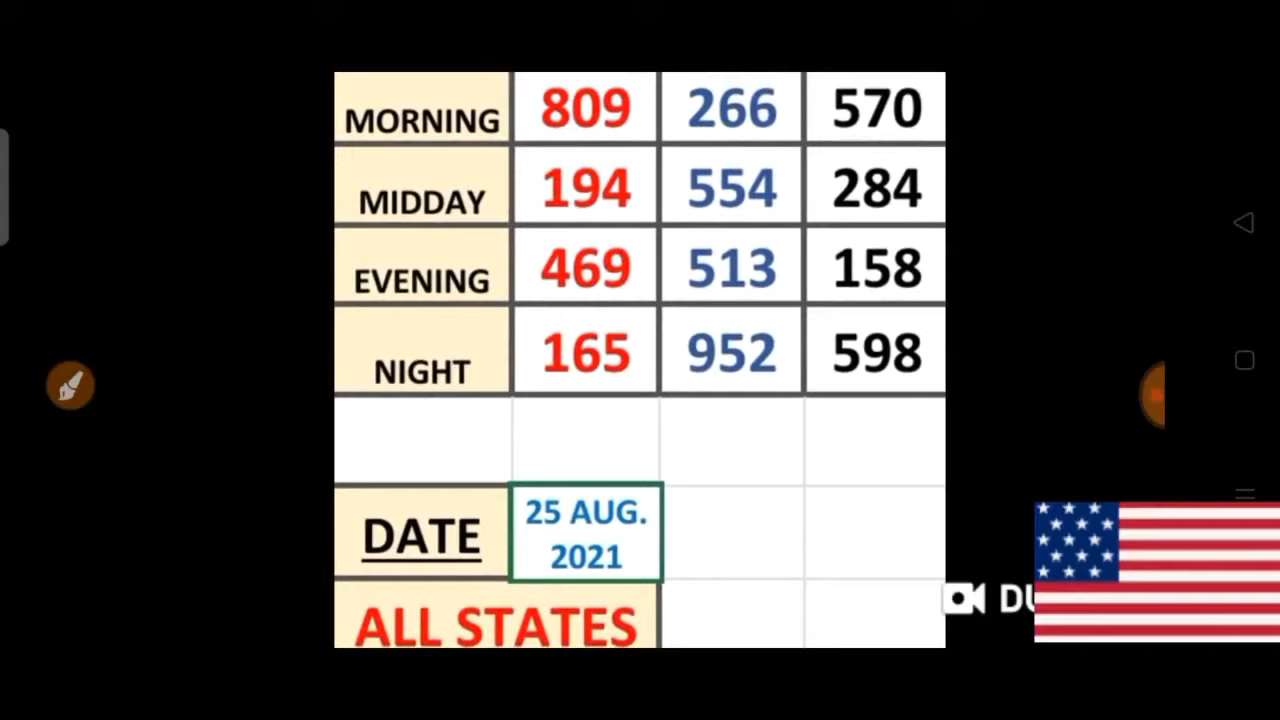 MORNING 809 266 570
MIDDAY 194 554 284
EVENING 469 513 158
NIGHT 165 952 598
DATE 25 AUG.
2021
ALL STATES
DU